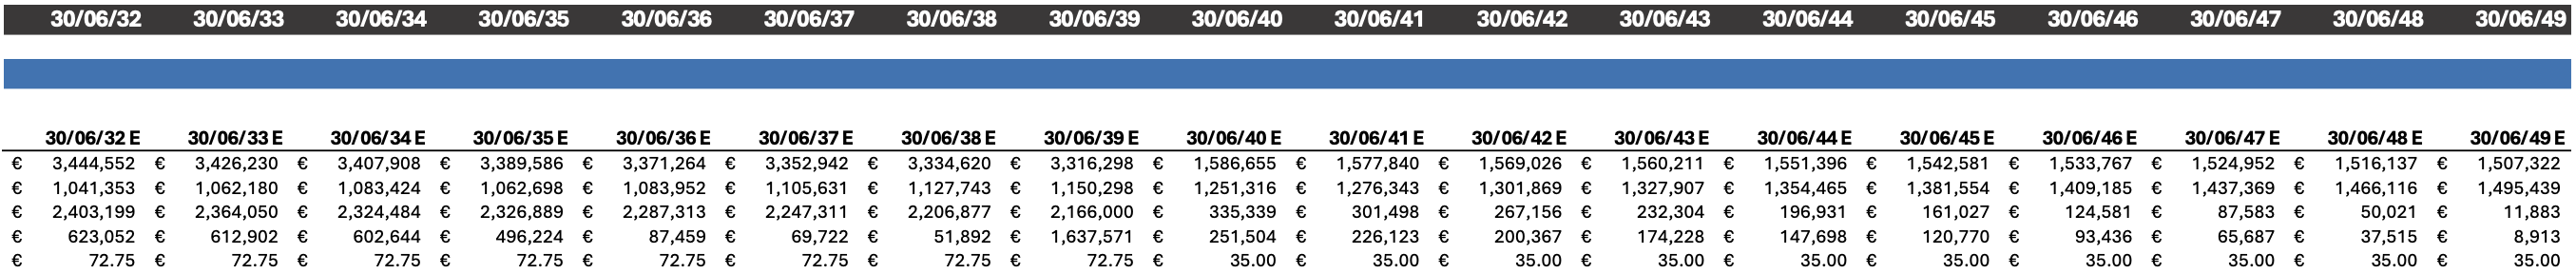 30/06/32 30/06/33 30/06/34 30/06/35 30/06/36 30/06/37 30/06/38 30/06/39 30/06/40 30/06/41 30/06/42 30/06/43 30/06/44 30/06/45 30/06/46 30/06/47 30/06/48 30/06/49
30/06/32 E 30/06/33 E 30/06/34 E 30/06/35 E 30/06/36 E 30/06/37 E 30/06/38 E 30/06/39 E 30/06/40 E 30/06/41 E 30/06/42 E 30/06/43 E 30/06/44 E 30/06/45 E 30/06/46 E 30/06/47 E 30/06/48 E 30/06/49 E
€ 3,444,552 € 3,426,230 € 3,407,908 € 3,389,586 € 3,371,264 € 3,352,942 € 3,334,620 € 3,316,298 € 1,586,655 € 1,577,840 € 1,569,026 € 1,560,211 € 1,551,396 € 1,542,581 € 1,533,767 € 1,524,952 € 1,516,137 € 1,507,322
€ 1,041,353 € 1,062,180 € 1,083,424 € 1,062,698 € 1,083,952 € 1,105,631 € 1,127,743 € 1,150,298 € 1,251,316 € 1,276,343 € 1,301,869 € 1,327,907 € 1,354,465 € 1,381,554 € 1,409,185 € 1,437,369 € 1,466,116 € 1,495,439
€ 2,403,199 € 2,364,050 € 2,324,484 € 2,326,889 € 2,287,313 € 2,247,311 € 2,206,877 € 2,166,000 € 335,339 € 301,498 € 267,156 € 232,304 € 196,931 € 161,027 € 124,581 € 87,583 € 50,021 € 11,883
€ 623,052 € 612,902 € 602,644 € 496,224 € 87,459 € 69,722 € 51,892 € 1,637,571 € 251,504 € 226,123 € 200,367 € 174,228 € 147,698 € 120,770 € 93,436 € 65,687 € 37,515 € 8,913
€ 72.75 € 72.75 € 72.75 € 72.75 € 72.75 € 72.75 € 72.75 € 72.75 € 35.00 € 35.00 € 35.00 € 35.00 € 35.00 € 35.00 € 35.00 € 35.00 € 35.00 € 35.00